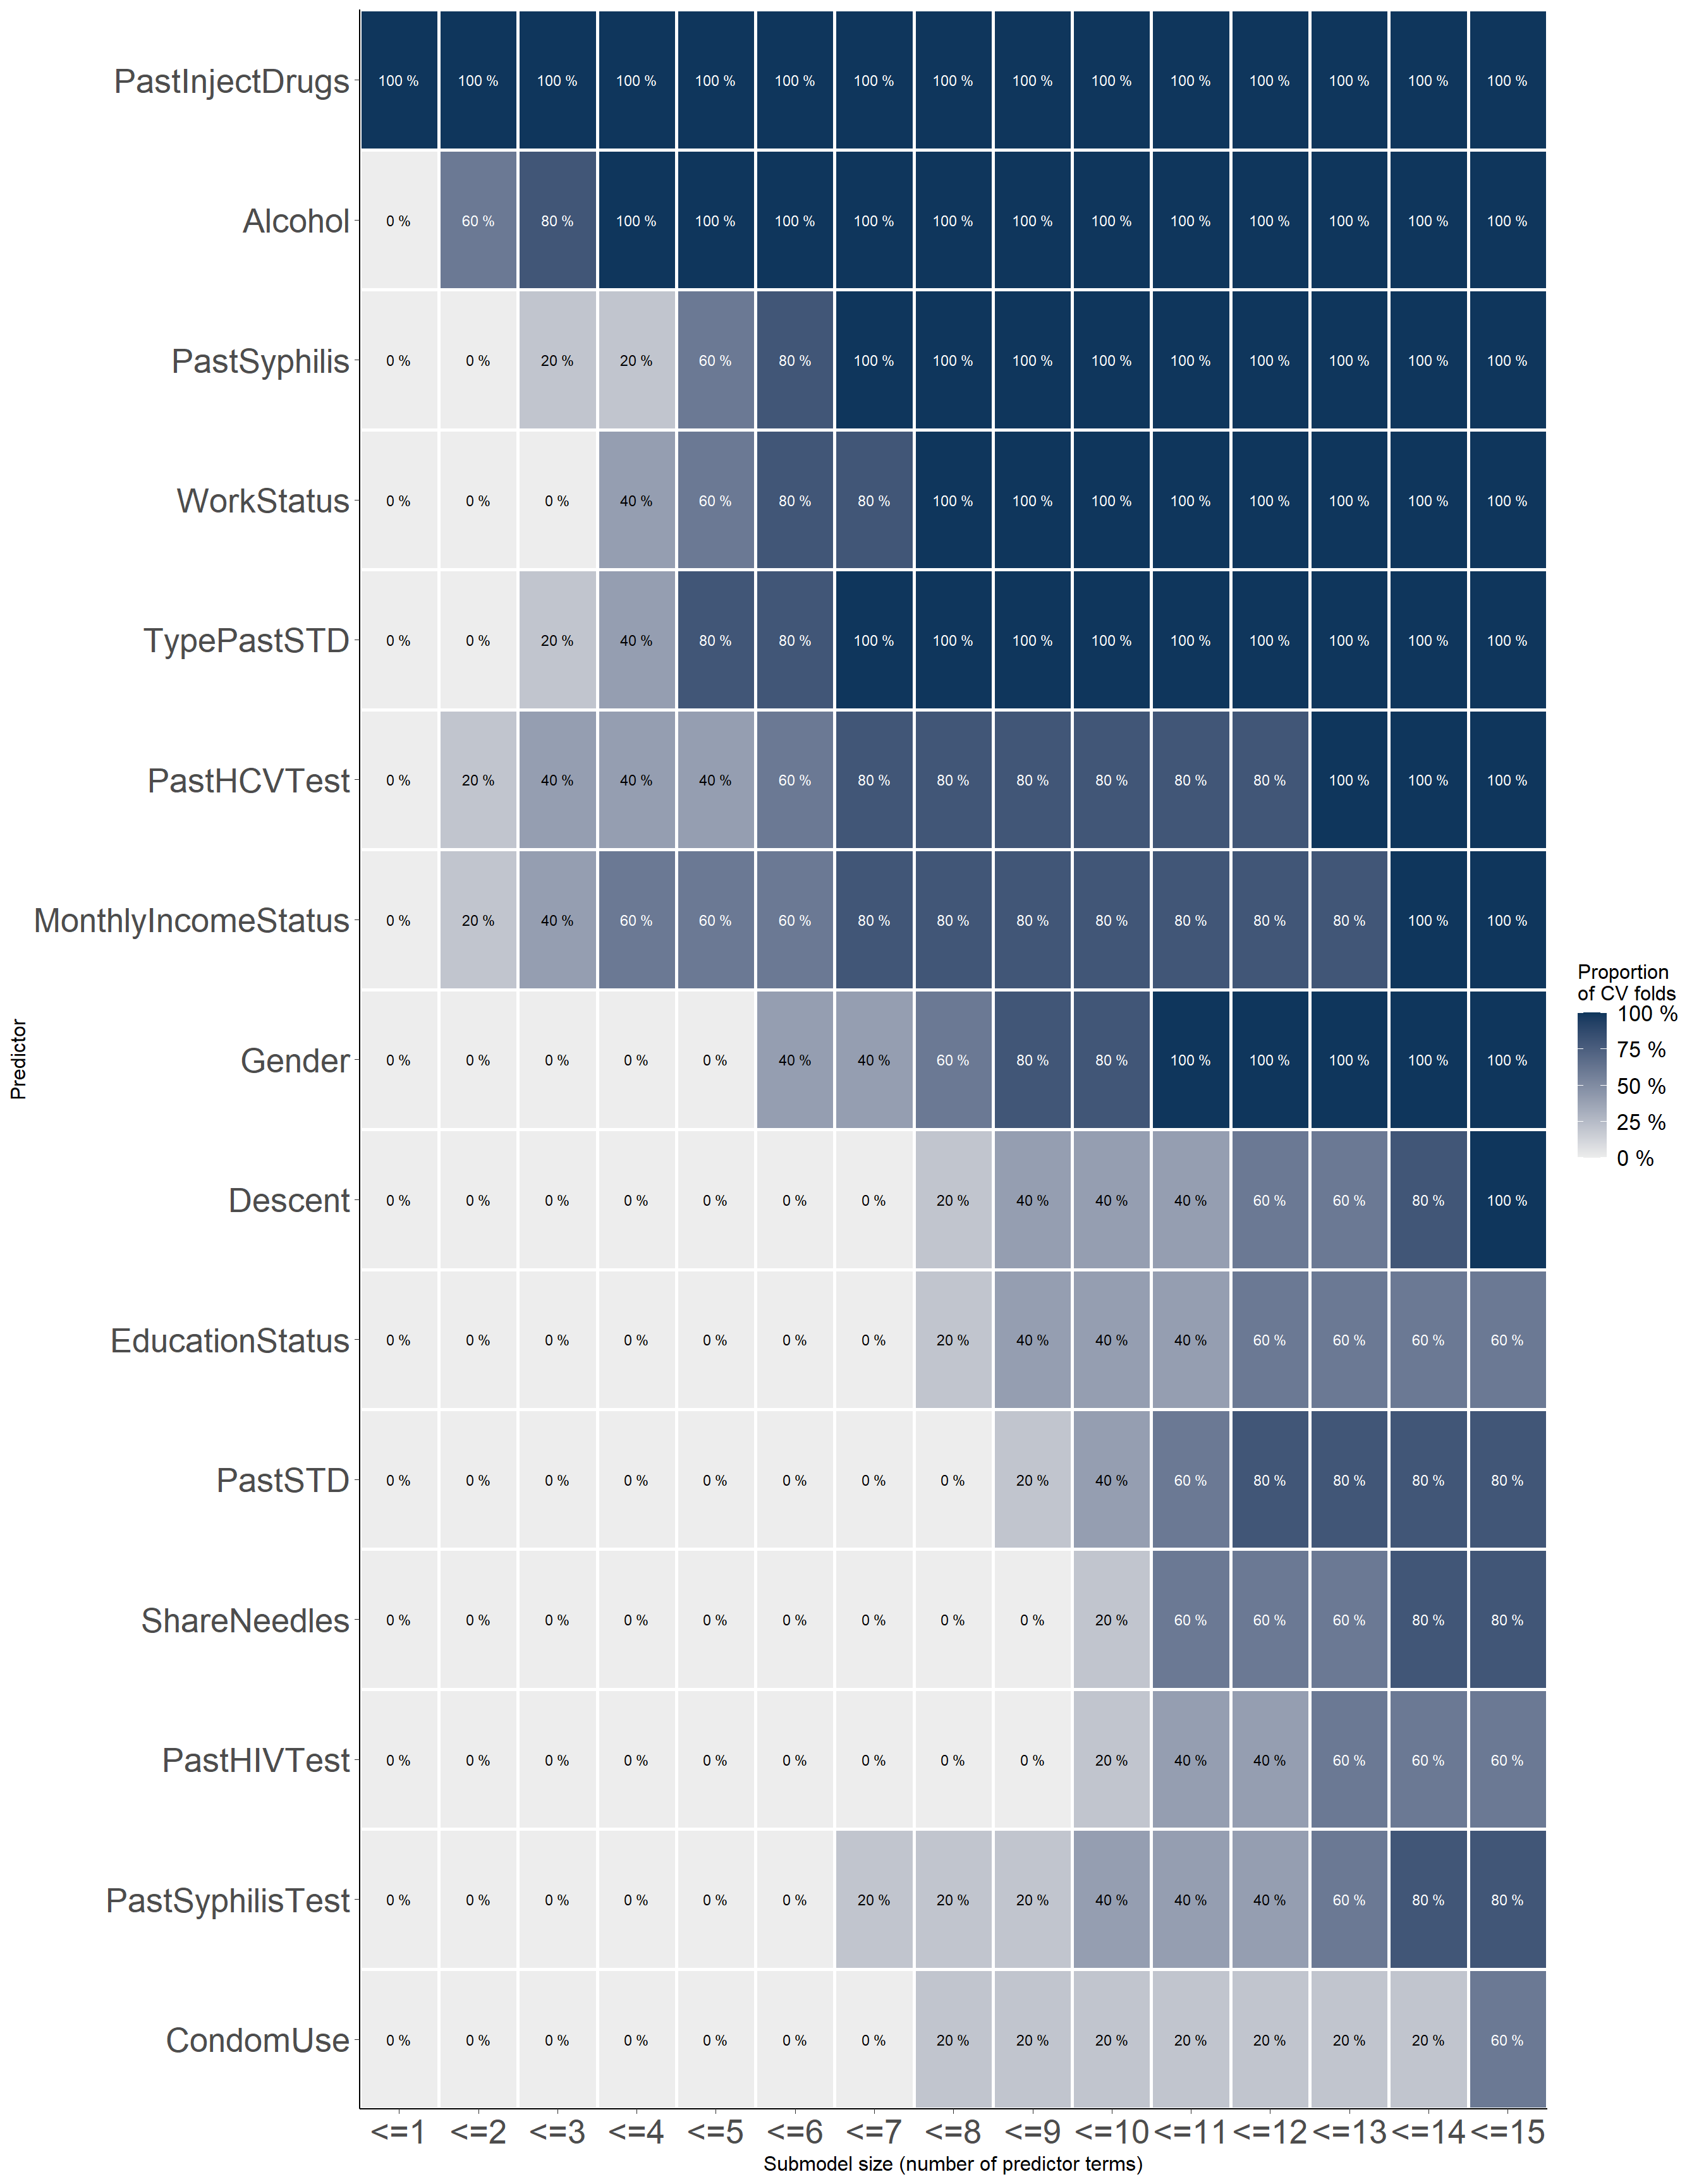 PastInjectDrugs 100 % 100 % 100 % 100 % 100 % 100 % 100 % 100 % 100 % 100 % 100 % 100 % 100 % 100 % 100 %
Alcohol 0 % 60 % 80 % 100 % 100 % 100 % 100 % 100 % 100 % 100 % 100 % 100 % 100 % 100 % 100 %
PastSyphilis 0 % 0 % 20 % 20 % 60 % 80 % 100 % 100 % 100 % 100 % 100 % 100 % 100 % 100 % 100 %
WorkStatus 0 % 0 % 0 % 40 % 60 % 80 % 80 % 100 % 100 % 100 % 100 % 100 % 100 % 100 % 100 %
TypePastSTD 0 % 0 % 20 % 40 % 80 % 80 % 100 % 100 % 100 % 100 % 100 % 100 % 100 % 100 % 100 %
PastHCVTest 0 % 20 % 40 % 40 % 40 % 60 % 80 % 80 % 80 % 80 % 80 % 80 % 100 % 100 % 100 %
MonthlyIncomeStatus 0 % 20 % 40 % 60 % 60 % 60 % 80 % 80 % 80 % 80 % 80 % 80 % 80 % 100 % 100 %
Gender 0 % 0 % 0 % 0 % 0 % 40 % 40 % 60 % 80 % 80 % 100 % 100 % 100 % 100 % 100 %
Descent 0 % 0 % 0 % 0 % 0 % 0 % 0 % 20 % 40 % 40 % 40 % 60 % 60 % 80 % 100 %
EducationStatus 0 % 0 % 0 % 0 % 0 % 0 % 0 % 20 % 40 % 40 % 40 % 60 % 60 % 60 % 60 %
PastSTD 0 % 0 % 0 % 0 % 0 % 0 % 0 % 0 % 20 % 40 % 60 % 80 % 80 % 80 % 80 %
ShareNeedles 0 % 0 % 0 % 0 % 0 % 0 % 0 % 0 % 0 % 20 % 60 % 60 % 60 % 80 % 80 %
PastHIVTest 0 % 0 % 0 % 0 % 0 % 0 % 0 % 0 % 0 % 20 % 40 % 40 % 60 % 60 % 60 %
PastSyphilisTest 0 % 0 % 0 % 0 % 0 % 0 % 20 % 20 % 20 % 40 % 40 % 40 % 60 % 80 % 80 %
CondomUse 0 % 0 % 0 % 0 % 0 % 0 % 0 % 20 % 20 % 20 % 20 % 20 % 20 % 20 % 60 %
<=1 <=2 <=3 <=4 <=5 <=6 <=7 <=8 <=9 <=10 <=11 <=12 <=13 <=14 <=15
Submodel size (number of predictor terms)
Predictor
Proportion
of CV folds
100 %
75 %
50 %
25 %
0 %